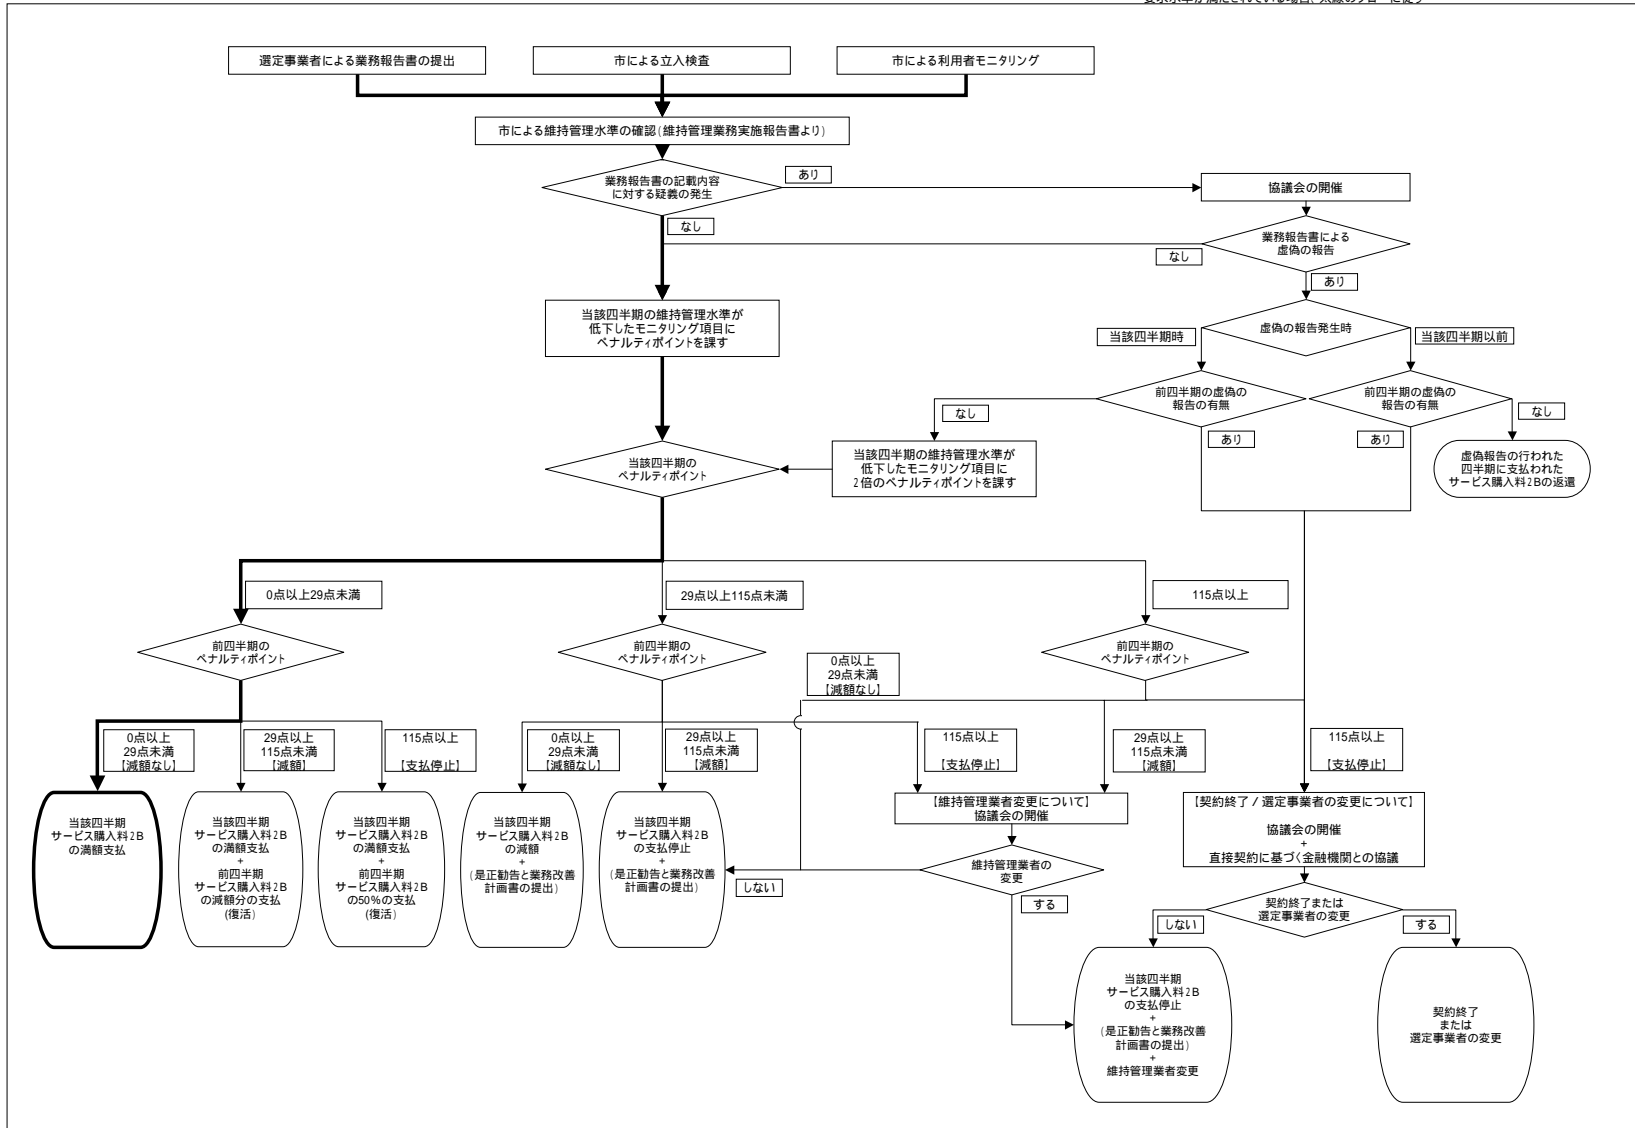 選定事業者による業務報告書の提出
市による立入検査
市による利用者モニタリング
市による維持管理水準の確認(維持管理業務実施報告書より)
業務報告書の記載内容
に対する疑義の発生
あり
協議会の開催
なし
業務報告書による
虚偽の報告
なし
あり
当該四半期の維持管理水準が
低下したモニタリング項目に
ペナルティポイントを課す
虚偽の報告発生時
当該四半期時
当該四半期以前
前四半期の虚偽の
報告の有無
前四半期の虚偽の
報告の有無
なし
なし
あり
あり
当該四半期の
ペナルティポイント
当該四半期の維持管理水準が
低下したモニタリング項目に
2倍のペナルティポイントを課す
虚偽報告の行われた
四半期に支払われた
サービス購入料2Bの返還
0点以上29点未満
29点以上115点未満
115点以上
前四半期の
ペナルティポイント
前四半期の
ペナルティポイント
前四半期の
ペナルティポイント
0点以上
29点未満
【減額なし】
0点以上
29点未満
【減額なし】
29点以上
115点未満
【減額】
115点以上
【支払停止】
0点以上
29点未満
【減額なし】
29点以上
115点未満
【減額】
115点以上
【支払停止】
29点以上
115点未満
【減額】
115点以上
【支払停止】
当該四半期
サービス購入料2B
の満額支払
当該四半期
サービス購入料2B
の満額支払
+
前四半期
サービス購入料2B
の減額分の支払
(復活)
当該四半期
サービス購入料2B
の満額支払
+
前四半期
サービス購入料2B
の50%の支払
(復活)
当該四半期
サービス購入料2B
の減額
+
(是正勧告と業務改善
計画書の提出)
当該四半期
サービス購入料2B
の支払停止
+
(是正勧告と業務改善
計画書の提出)
【維持管理業者変更について】
協議会の開催
【契約終了/選定事業者の変更について】
協議会の開催
+
直接契約に基づく金融機関との協議
維持管理業者の
変更
しない
する
契約終了または
選定事業者の変更
しない
する
当該四半期
サービス購入料2B
の支払停止
+
(是正勧告と業務改善
計画書の提出)
+
維持管理業者変更
契約終了
または
選定事業者の変更